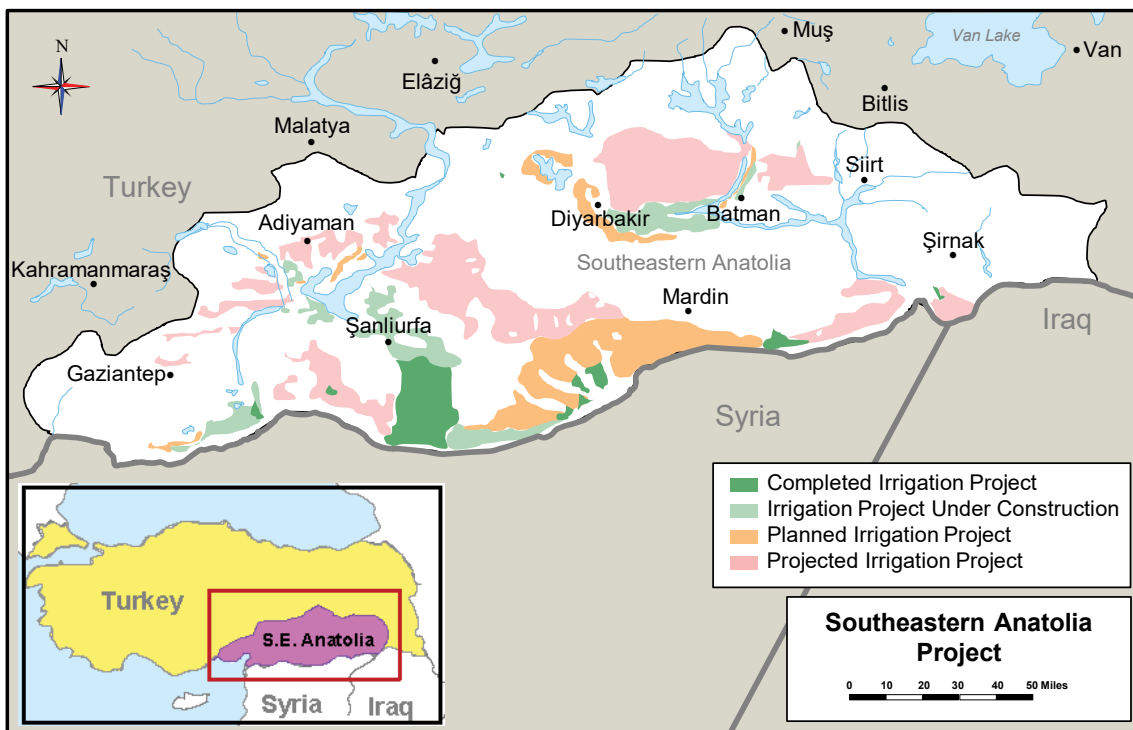 N
Muş
Van Lake
Van
Elâziğ
Bitlis
Malatya
Turkey
Siirt
Adiyaman
Diyarbakir
Batman
Şirnak
Kahramanmaraş
Southeastern Anatolia
Mardin
Iraq
Şanliurfa
Gaziantep
Syria
Completed Irrigation Project
Irrigation Project Under Construction
Planned Irrigation Project
Projected Irrigation Project
Turkey
S.E. Anatolia
Syria
Iraq
Southeastern Anatolia
Project
0 10 20 30 40 50 Miles